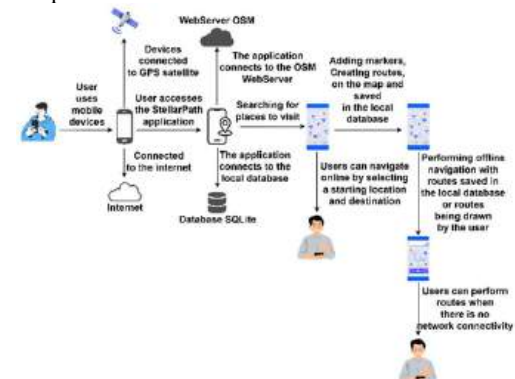 WebServer OSM
Devices
connected
to GPS satellite
The application
connects to the OSM
WebServer
Adding markers,
Creating routes,
on the map and
saved
in the local
database
User
uses
mobile
devices
User accesses
the StellarPath
application
Searching for
places to visit
Connected
to the internet
Internet
The application
connects to the
local database
Database SQLite
Users can navigate
online by selecting
a starting location
and destination
Performing offline
navigation with
routes saved in
the local database
or routes
being drawn
by the user
Users can perform
routes when
there is no
network connectivity